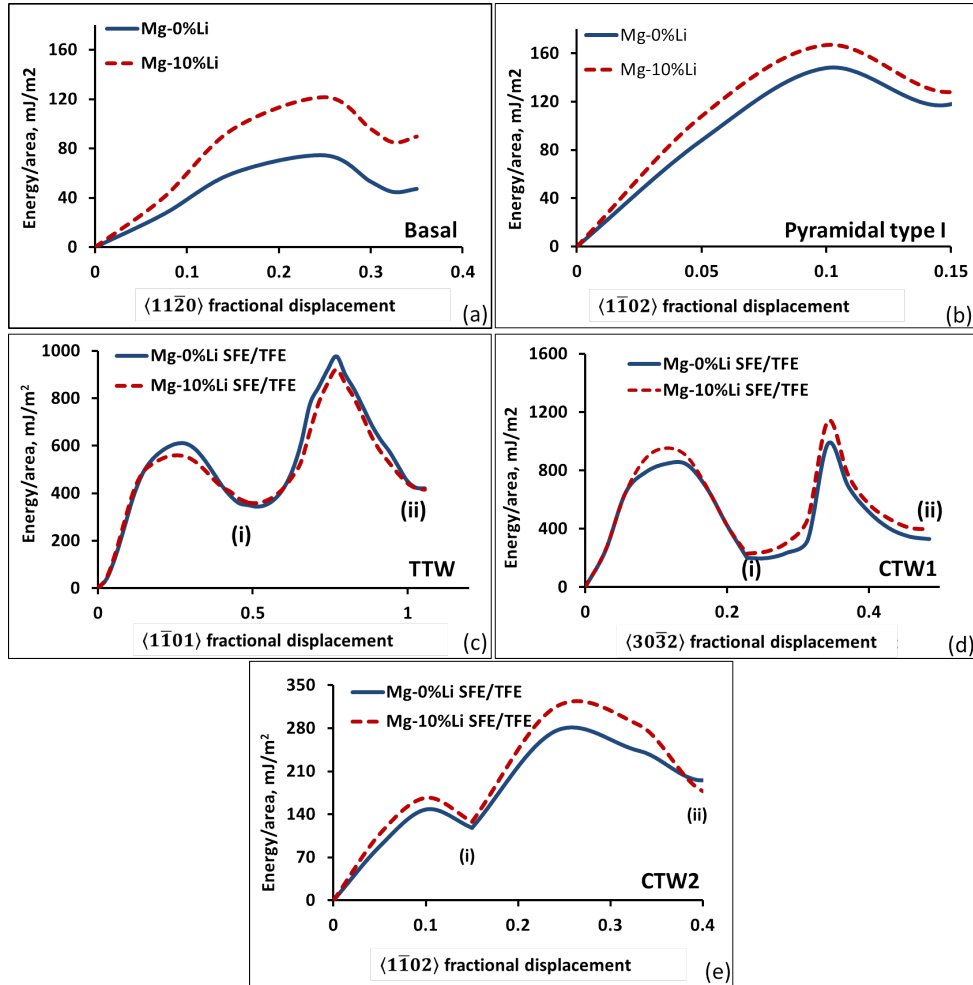 Mg-0%Li
Mg-10%Li
160
120
80
40
0
Energy/area, mJ/m2
0 0.1 0.2 0.3 0.4
Basal
⟨112̅0⟩ fractional displacement
(a)
Mg-0%Li
Mg-10%Li
160
120
80
40
0
Energy/area, mJ/m2
0 0.05 0.1 0.15
Pyramidal type I
⟨11̅02⟩ fractional displacement
(b)
Mg-0%Li SFE/TFE
Mg-10%Li SFE/TFE
1000
800
600
400
200
0
Energy/area, mJ/m²
0 0.5 1
(i)
(ii)
TTW
⟨11̅01⟩ fractional displacement
(c)
Mg-0%Li SFE/TFE
Mg-10%Li SFE/TFE
1600
1200
800
400
0
Energy/area, mJ/m2
0 0.2 0.4
(i)
(ii)
CTW1
⟨303̅2⟩ fractional displacement
(d)
Mg-0%Li SFE/TFE
Mg-10%Li SFE/TFE
350
280
210
140
70
0
Energy/area, mJ/m²
0 0.1 0.2 0.3 0.4
(i)
(ii)
CTW2
⟨11̅02⟩ fractional displacement
(e)